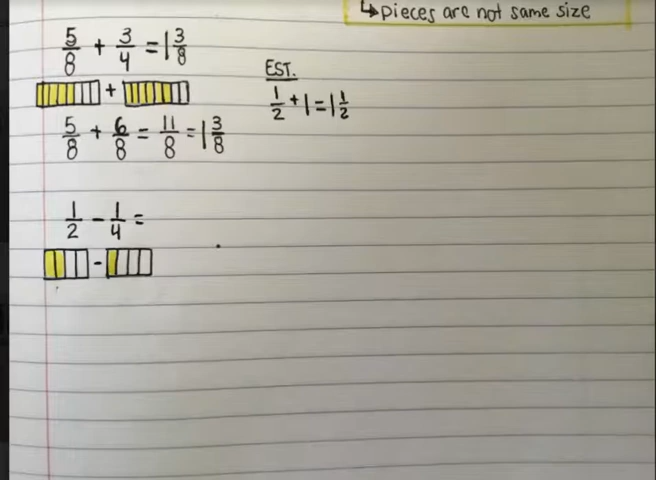 ↳ pieces are not same size
5/8 + 3/4 = 1 3/8
EST.
+
1/2 + 1 = 1 1/2
5/8 + 6/8 = 11/8 = 1 3/8
1/2 - 1/4 =
-